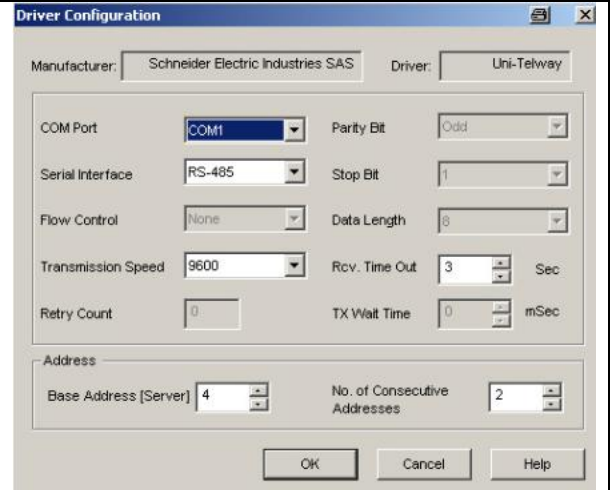 Driver Configuration
Manufacturer: Schneider Electric Industries SAS Driver: Uni-Telway
COM Port COM1 Parity Bit Odd
Serial Interface RS-485 Stop Bit 1
Flow Control None Data Length 8
Transmission Speed 9600 Rcv. Time Out 3 Sec
Retry Count 0 TX Wait Time 0 mSec
Address
Base Address [Server] 4 No. of Consecutive Addresses 2
OK Cancel Help